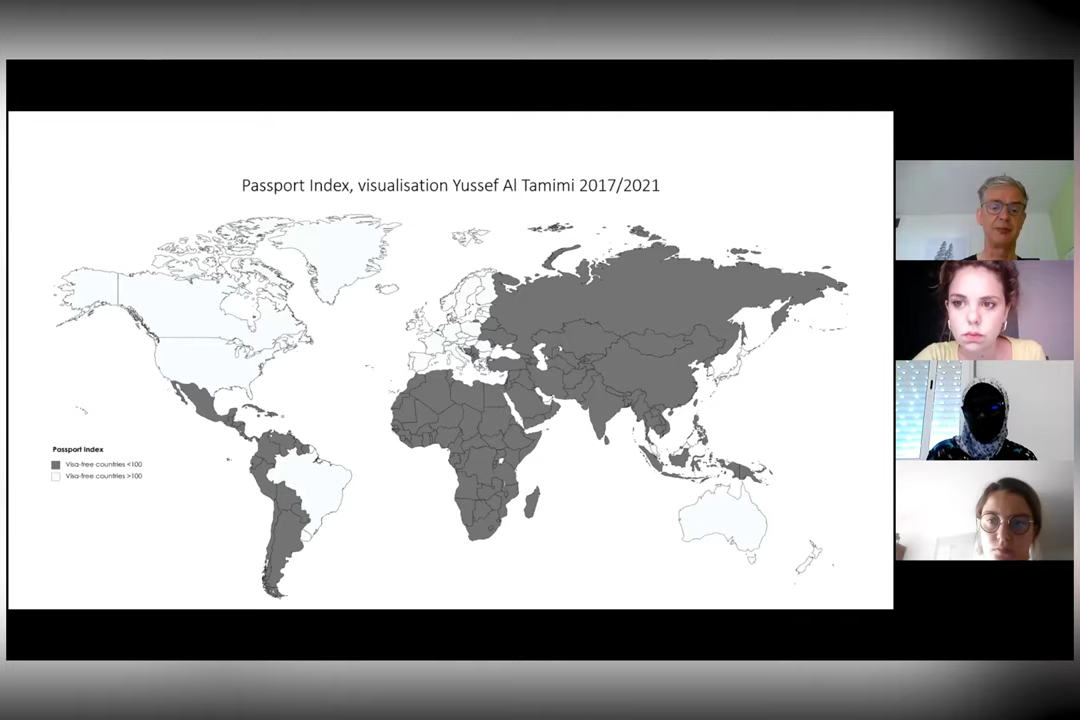 Passport Index, visualisation Yussef Al Tamimi 2017/2021
Passport Index
Visa-free countries <100
Visa-free countries >100